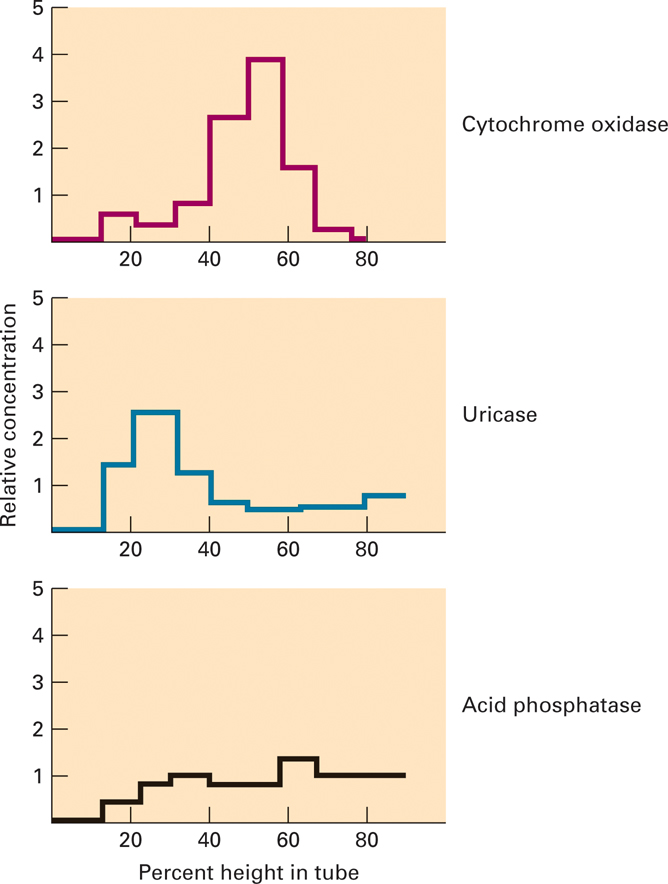 5
4
3
2
1
20 40 60 80
Cytochrome oxidase
5
4
3
2
1
20 40 60 80
Uricase
Relative concentration
5
4
3
2
1
20 40 60 80
Acid phosphatase
Percent height in tube